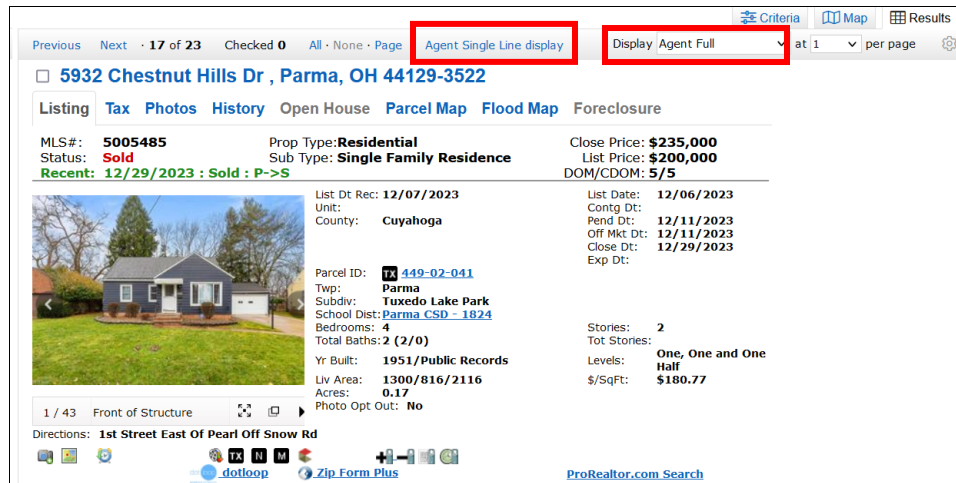 Criteria Map Results
Previous Next · 17 of 23 Checked 0 All · None · Page Agent Single Line display Display Agent Full at 1 per page
5932 Chestnut Hills Dr , Parma, OH 44129-3522
Listing Tax Photos History Open House Parcel Map Flood Map Foreclosure
MLS#: 5005485 Prop Type:Residential Close Price: $235,000
Status: Sold Sub Type: Single Family Residence List Price: $200,000
Recent: 12/29/2023 : Sold : P->S DOM/CDOM: 5/5
List Dt Rec: 12/07/2023 List Date: 12/06/2023
Unit: Contg Dt:
County: Cuyahoga Pend Dt: 12/11/2023
Off Mkt Dt: 12/11/2023
Close Dt: 12/29/2023
Exp Dt:
Parcel ID: TX 449-02-041
Twp: Parma
Subdiv: Tuxedo Lake Park
School Dist: Parma CSD - 1824
Bedrooms: 4 Stories: 2
Total Baths: 2 (2/0) Tot Stories:
Yr Built: 1951/Public Records Levels: One, One and One
Half
Liv Area: 1300/816/2116 $/SqFt: $180.77
Acres: 0.17
Photo Opt Out: No
1 / 43 Front of Structure
Directions: 1st Street East Of Pearl Off Snow Rd
TX N M
dotloop Zip Form Plus ProRealtor.com Search